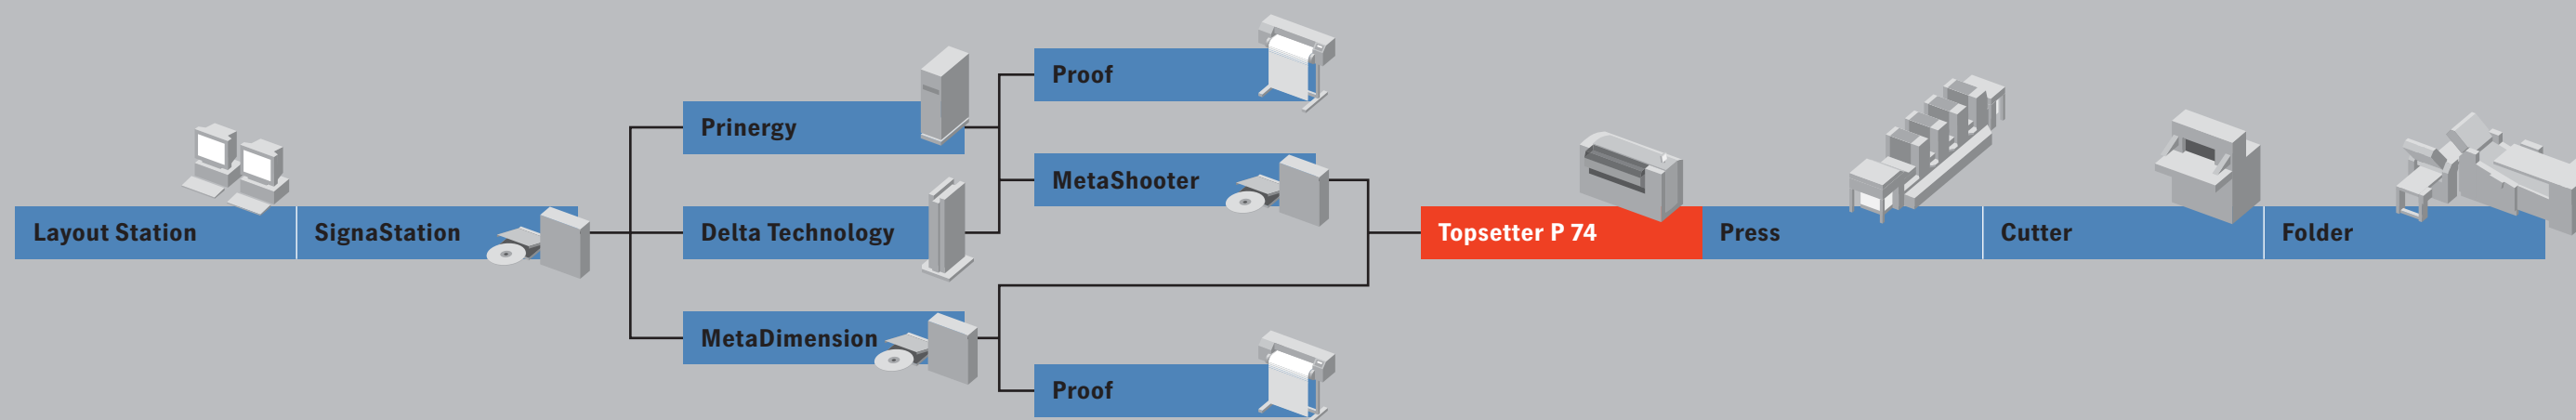 Layout Station
SignaStation
Prinergy
Delta Technology
MetaDimension
Proof
MetaShooter
Proof
Topsetter P 74
Press
Cutter
Folder